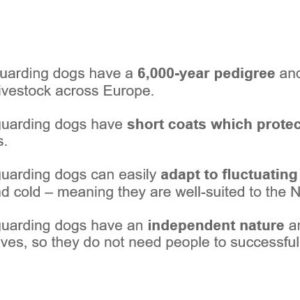 uarding dogs have a 6,000-year pedigree and
ivestock across Europe.
uarding dogs have short coats which protec
s.
uarding dogs can easily adapt to fluctuating
nd cold – meaning they are well-suited to the N
uarding dogs have an independent nature an
ves, so they do not need people to successful